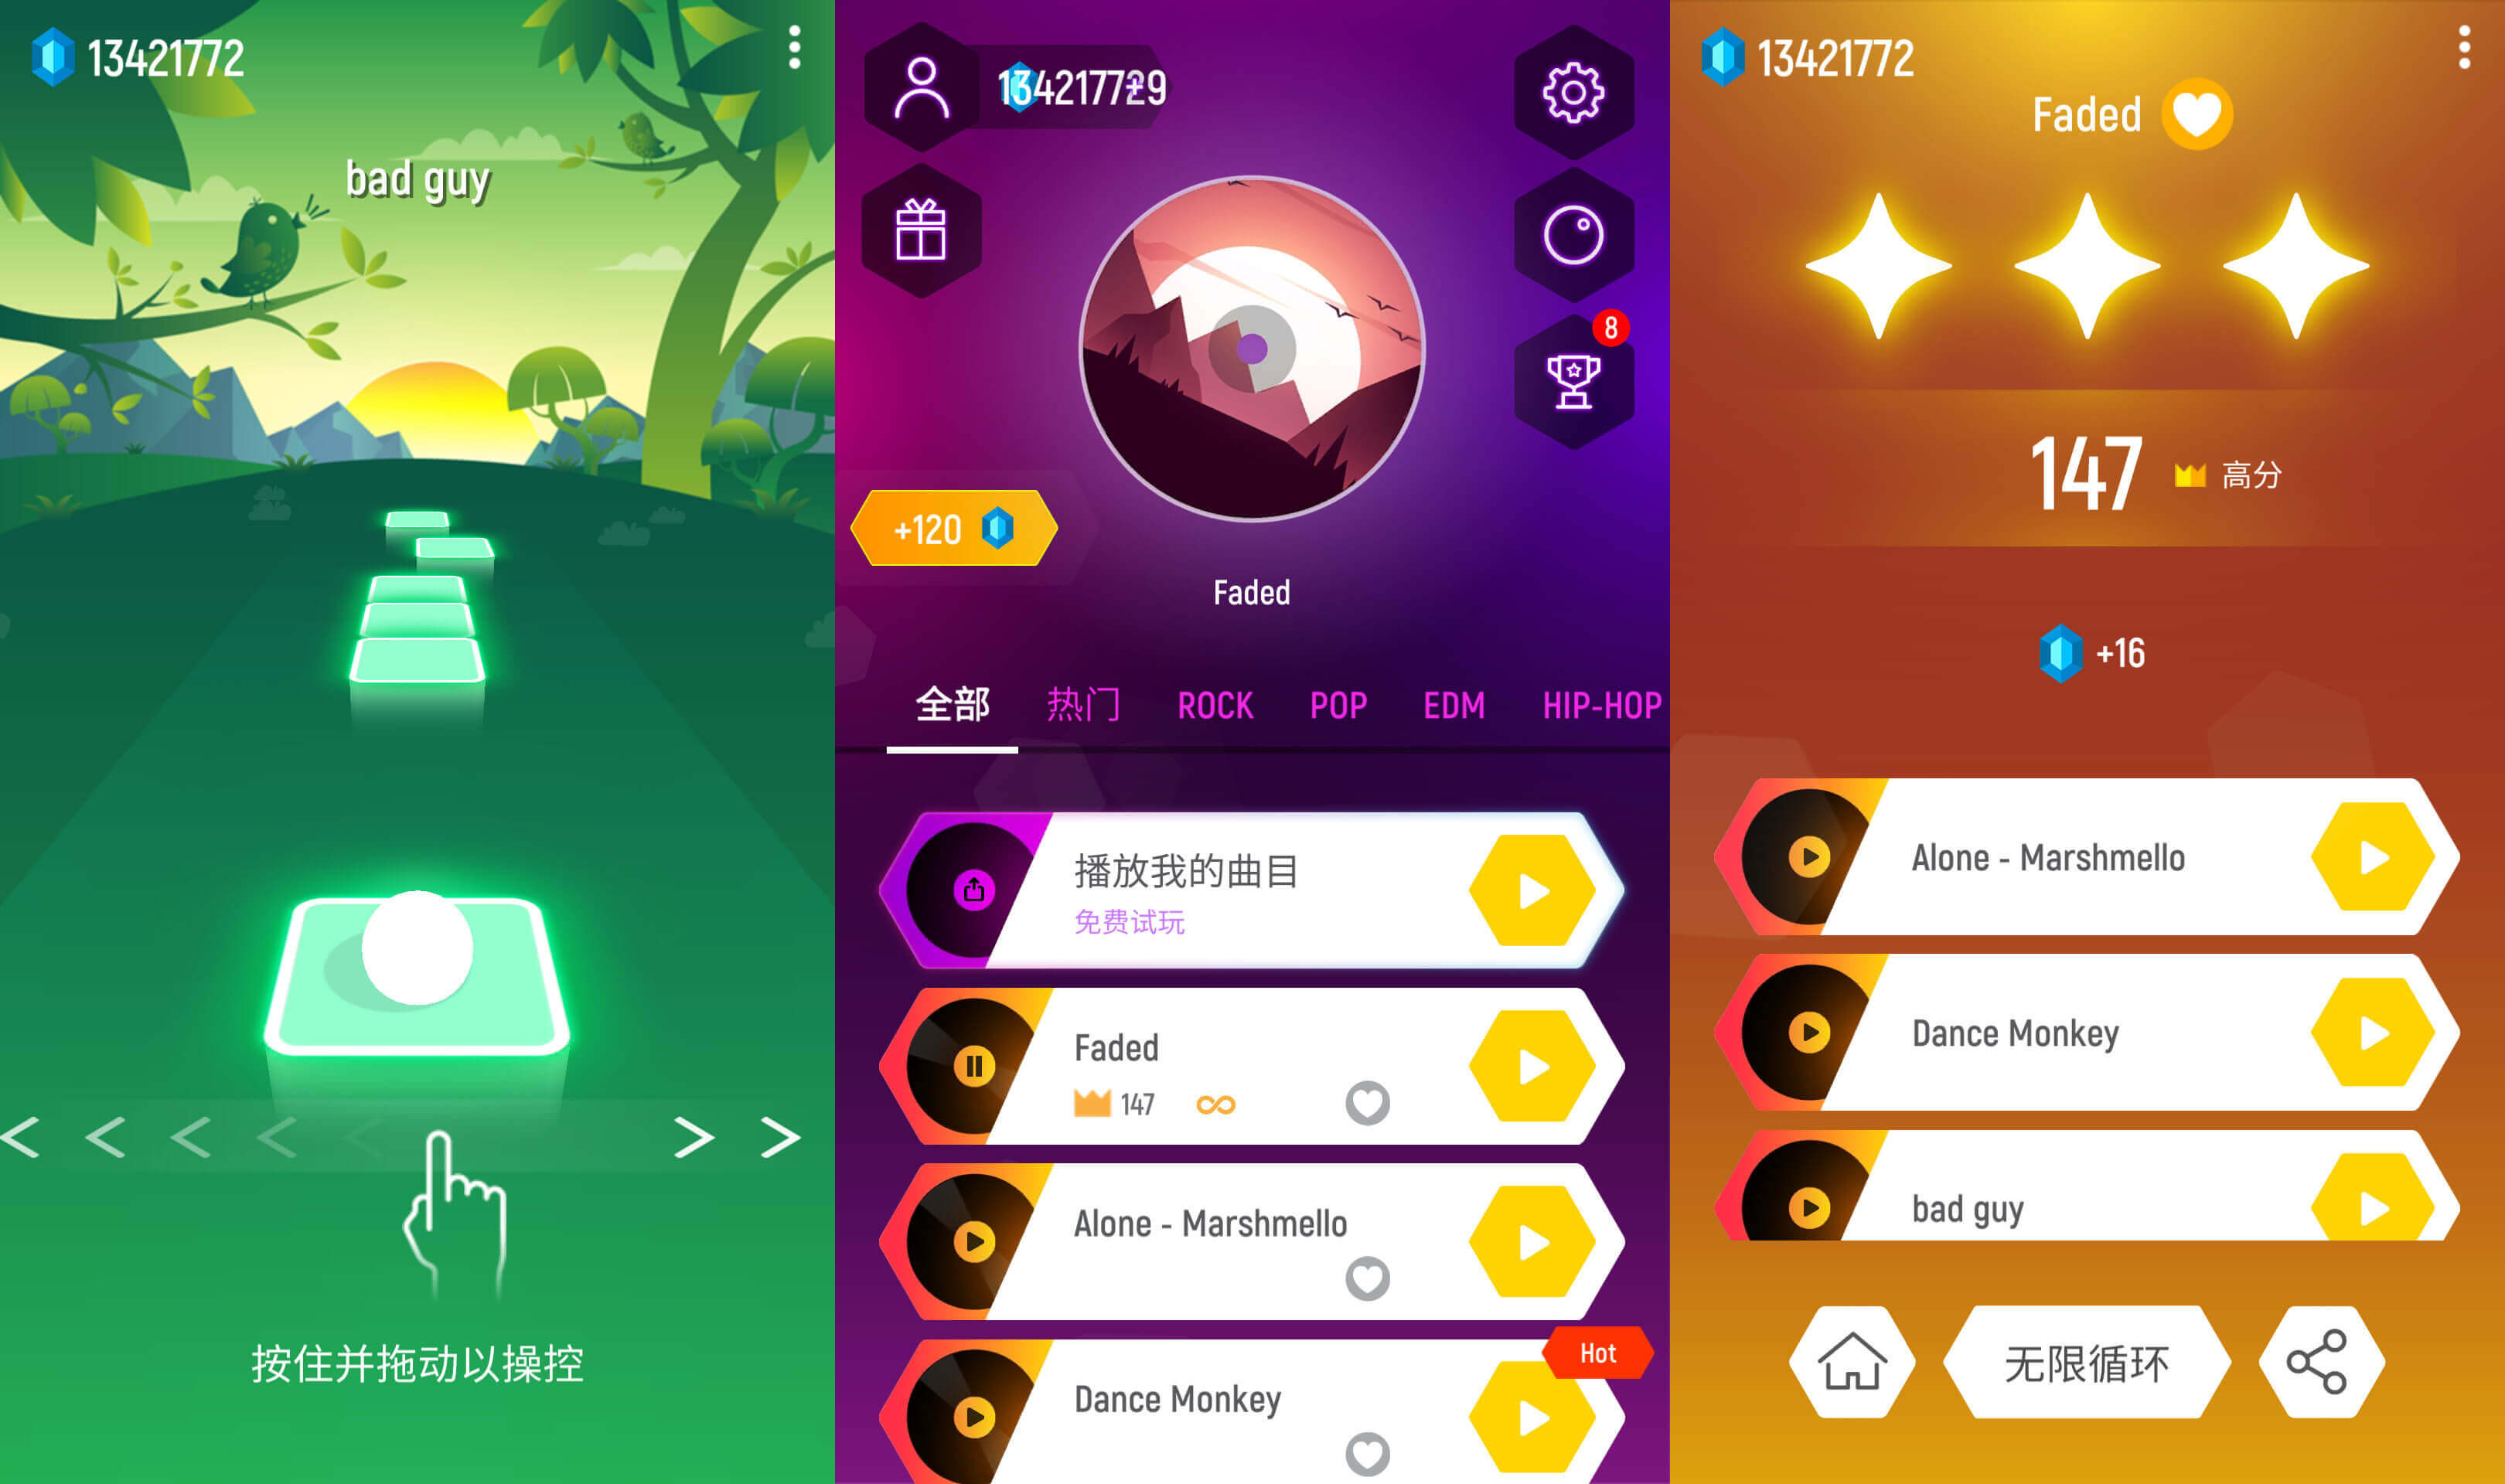 13421772
bad guy
按住并拖动以操控
134217729
8
+120
Faded
全部 热门 ROCK POP EDM HIP-HOP
播放我的曲目
免费试玩
Faded
147
Alone - Marshmello
Hot
Dance Monkey
13421772
Faded
147 高分
+16
Alone - Marshmello
Dance Monkey
bad guy
无限循环